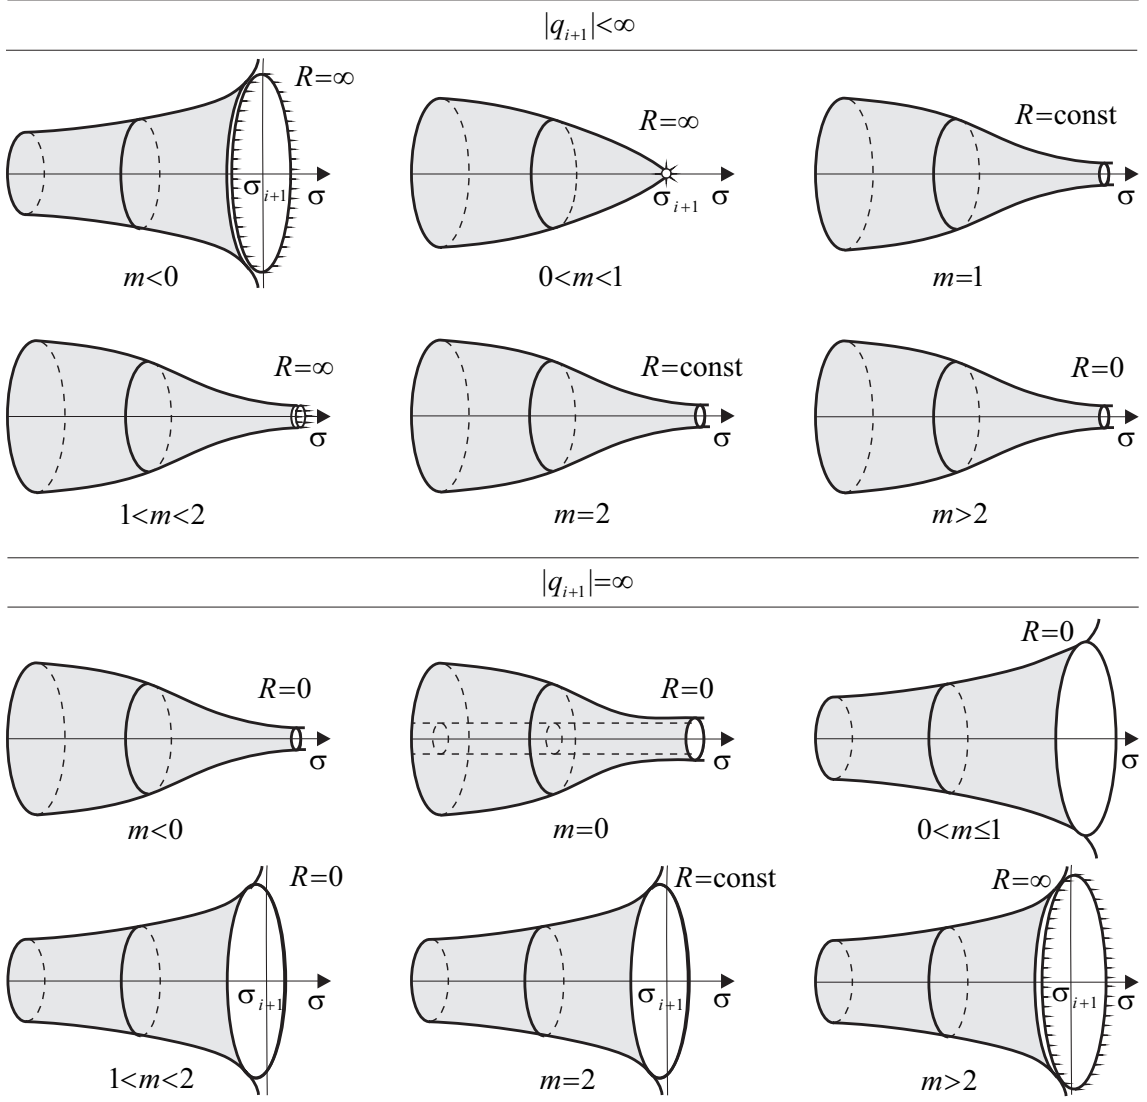 |q_{i+1}|<∞
R=∞
σ_{i+1}
σ
m<0
R=∞
σ_{i+1}
σ
0<m<1
R=const
σ
m=1
R=∞
σ
1<m<2
R=const
σ
m=2
R=0
σ
m>2
|q_{i+1}|=∞
R=0
σ
m<0
R=0
σ
m=0
R=0
σ
0<m≤1
R=0
σ_{i+1}
σ
1<m<2
R=const
σ_{i+1}
σ
m=2
R=∞
σ_{i+1}
σ
m>2